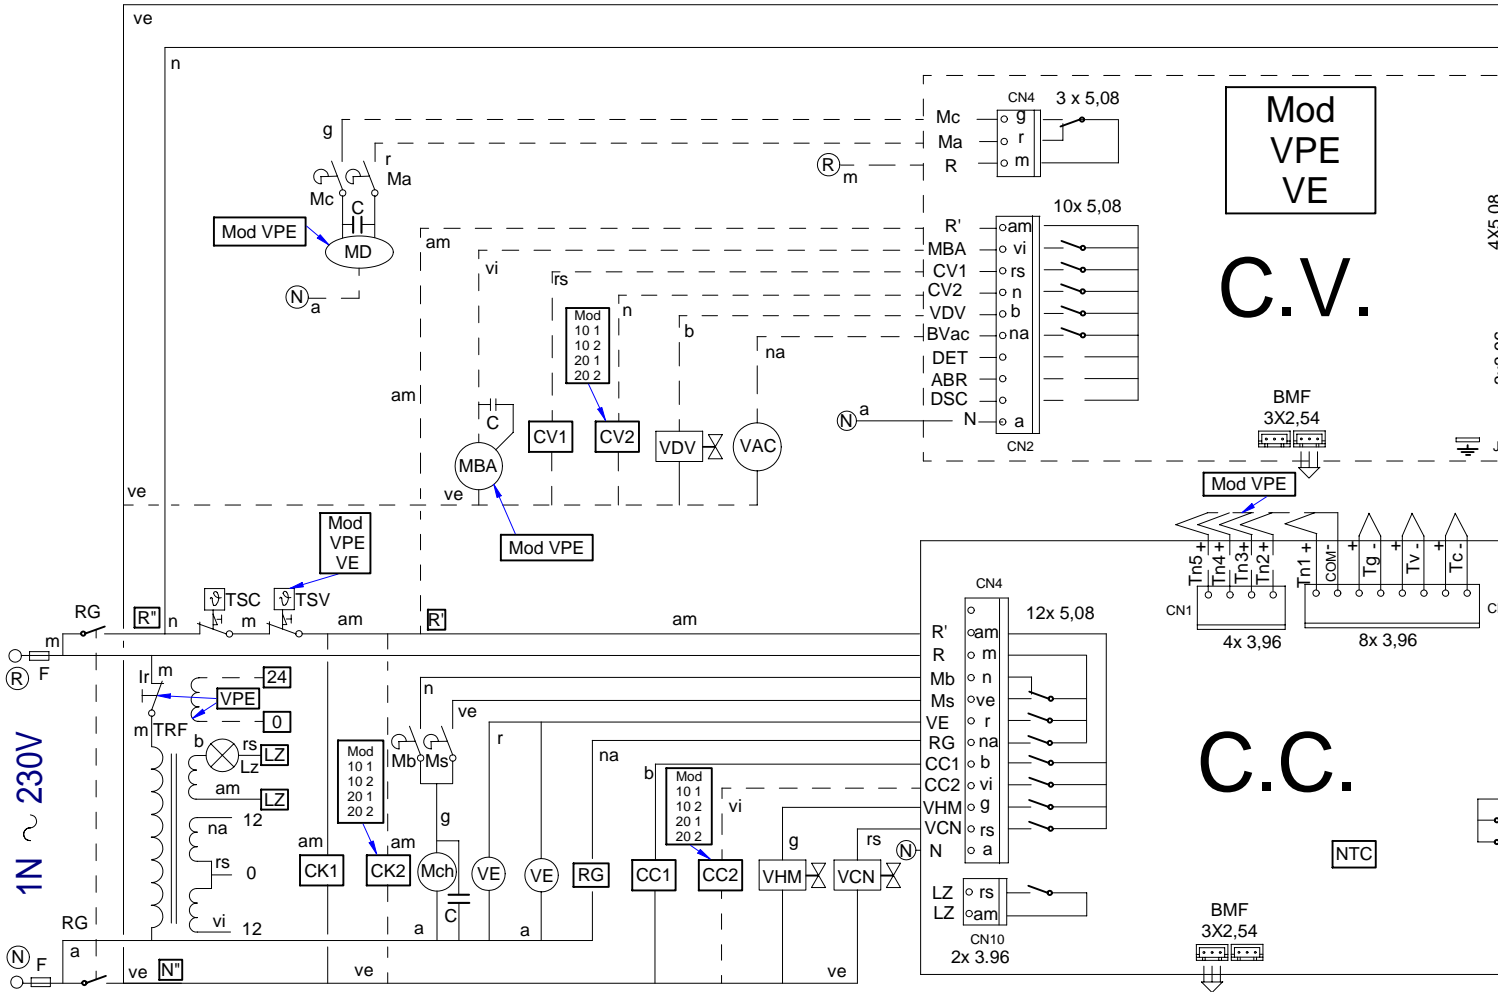 ve
n
g
r
Mc
Ma
C
Mod VPE
MD
N
a
R
m
Mc
Ma
R
CN4
3 x 5,08
g
r
m
Mod
VPE
VE
C.V.
10x 5,08
R'
MBA
CV1
CV2
VDV
BVac
DET
ABR
DSC
N
am
vi
rs
n
b
na
a
CN2
N
a
am
vi
rs
n
b
na
am
Mod
10 1
10 2
20 1
20 2
C
MBA
CV1
CV2
VDV
VAC
ve
ve
Mod VPE
4X5,08
BMF
3X2,54
Mod VPE
Mod
VPE
VE
TSC
TSV
RG
R"
n
m
am
R'
am
m
R
F
Tn5 +
Tn4 +
Tn3+
Tn2+
Tn1 +
COM-
+ Tg -
+ Tv -
+ Tc -
CN1
4x 3,96
8x 3,96
CN4
12x 5,08
R'
R
Mb
Ms
VE
RG
CC1
CC2
VHM
VCN
N
am
m
n
ve
r
na
b
vi
g
rs
a
N
C.C.
NTC
LZ
LZ
rs
am
CN10
2x 3.96
BMF
3X2,54
1N ~ 230V
Ir
m
VPE
24
0
m
TRF
b
rs
Lz
LZ
am
LZ
na
12
rs
0
vi
12
n
ve
r
na
b
vi
g
rs
Mb
Ms
Mod
10 1
10 2
20 1
20 2
Mod
10 1
10 2
20 1
20 2
am
am
g
CK1
CK2
Mch
C
VE
VE
RG
CC1
CC2
VHM
VCN
RG
a
a
a
N
F
ve
N"
ve
ve